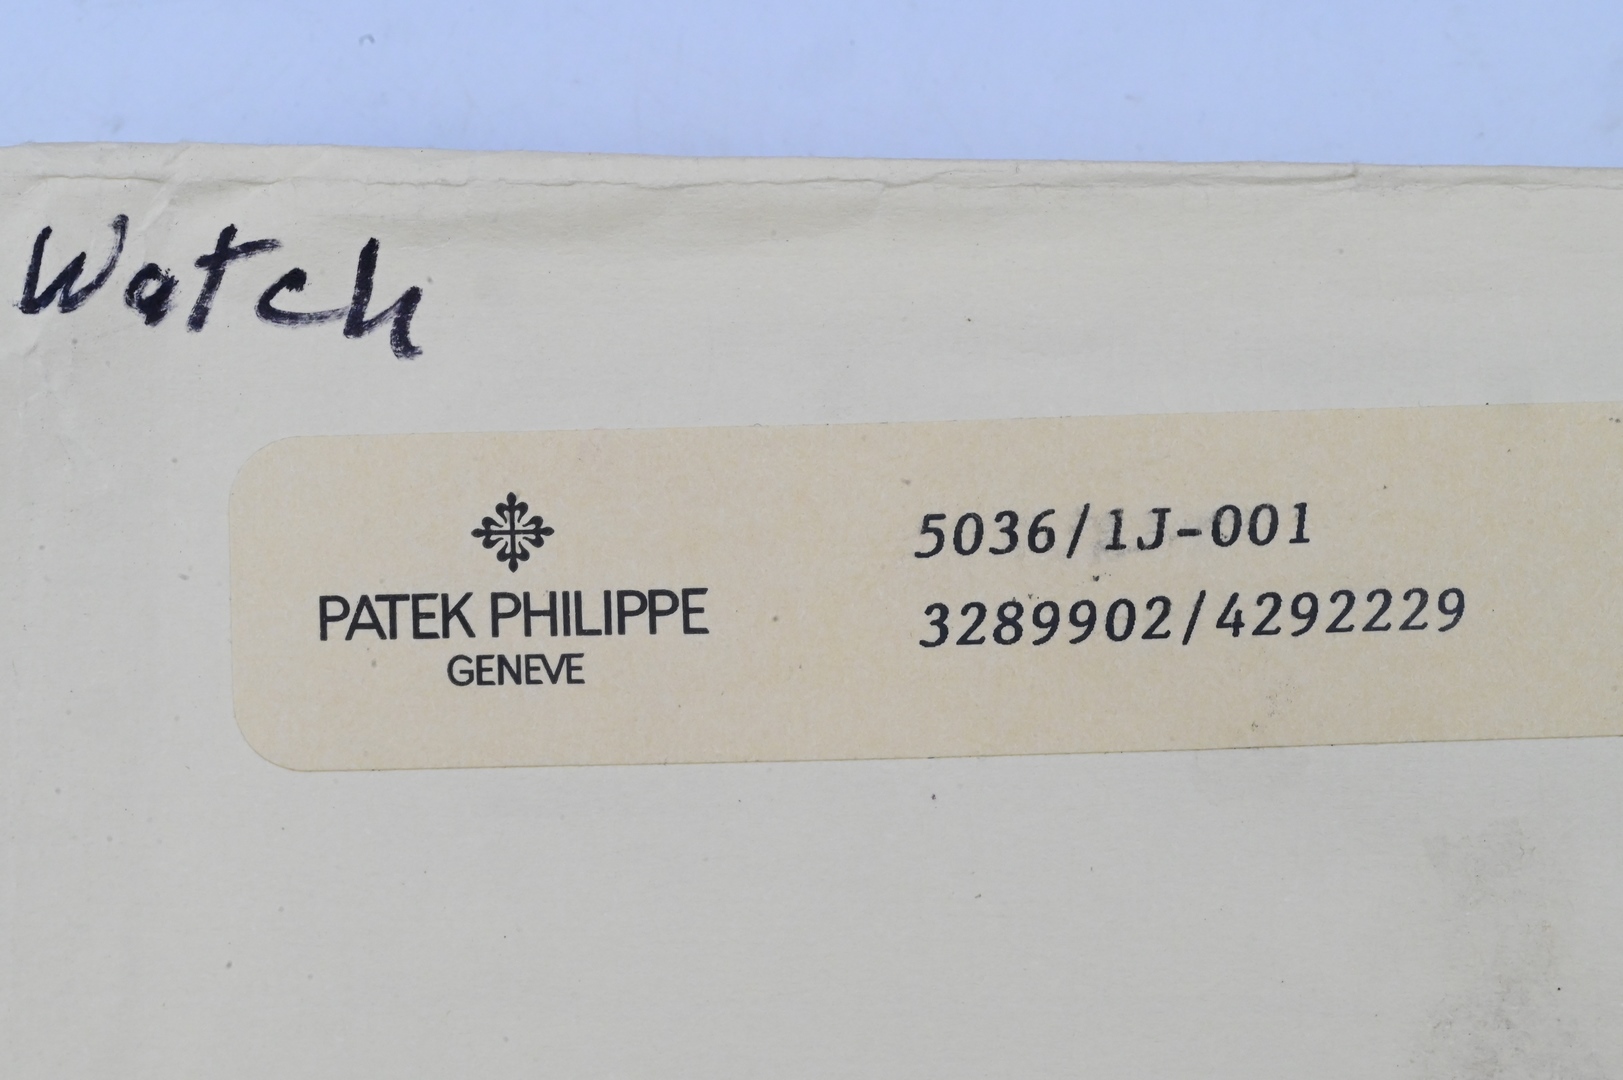 Watch
PATEK PHILIPPE
GENEVE
5036/1J-001
3289902/4292229